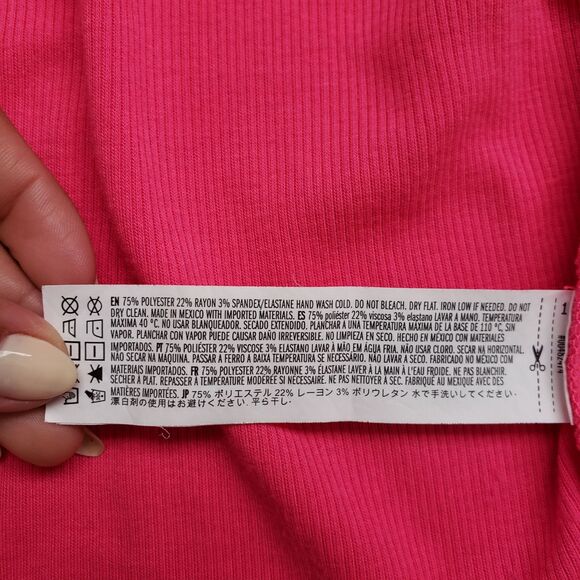 EN 75% POLYESTER 22% RAYON 3% SPANDEX/ELASTANE HAND WASH COLD. DO NOT BLEACH. DRY FLAT. IRON LOW IF NEEDED. DO NOT
DRY CLEAN. MADE IN MEXICO WITH IMPORTED MATERIALS. ES 75% poliéster 22% viscosa 3% elastano LAVAR A MANO. TEMPERATURA
MÁXIMA 40 °C. NO USAR BLANQUEADOR. SECADO EXTENDIDO. PLANCHAR A UNA TEMPERATURA MÁXIMA DE LA BASE DE 110 °C, SIN
VAPOR. PLANCHAR CON VAPOR PUEDE CAUSAR DAÑO IRREVERSIBLE. NO LIMPIEZA EN SECO. HECHO EN MÉXICO CON MATERIALES
IMPORTADOS. PT 75% POLIÉSTER 22% VISCOSE 3% ELASTANO LAVAR À MÃO EM ÁGUA FRIA. NÃO USAR CLORO. SECAR NA HORIZONTAL.
NÃO SECAR NA MAQUINA. PASSAR A FERRO A BAIXA TEMPERATURA SE NECESSÁRIO. NÃO LAVAR A SECO. FABRICADO NO MÉXICO COM
MATERIAIS IMPORTADOS. FR 75% POLYESTER 22% RAYONNE 3% ÉLASTANE LAVER À LA MAIN À L'EAU FROIDE. NE PAS BLANCHIR.
SÉCHER À PLAT. REPASSER À TEMPÉRATURE MODÉRÉE SI NÉCESSAIRE. NE PAS NETTOYER À SEC. FABRIQUÉ AU MEXIQUE AVEC DES
MATIÈRES IMPORTÉES. JP 75% ポリエステル 22% レーヨン 3% ポリウレタン 水で手洗いしてください。
漂白剤の使用はお避けください。平ら干し.
1